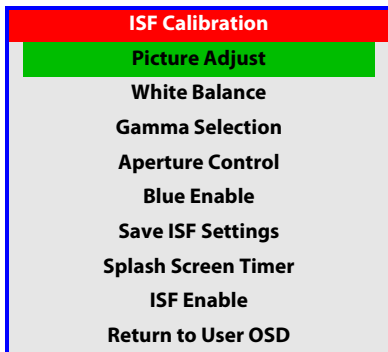 ISF Calibration
Picture Adjust
White Balance
Gamma Selection
Aperture Control
Blue Enable
Save ISF Settings
Splash Screen Timer
ISF Enable
Return to User OSD